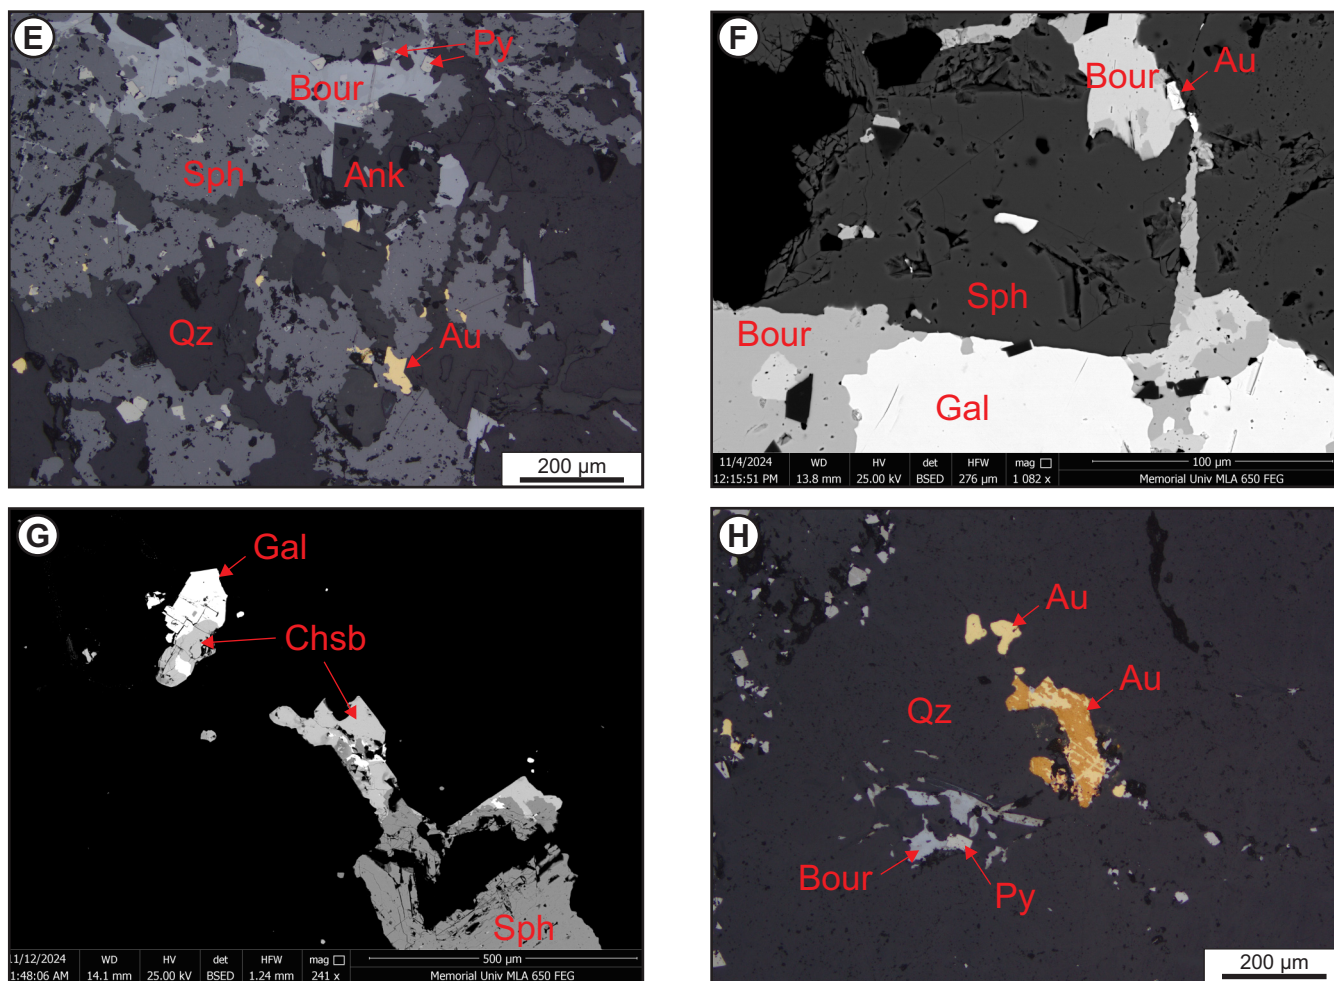 E
Py
Bour
Sph
Ank
Qz
Au
200 µm
F
Bour
Au
Sph
Bour
Gal
11/4/2024 WD HV det HFW mag 100 µm
12:15:51 PM 13.8 mm 25.00 kV BSED 276 µm 1 082 x Memorial Univ MLA 650 FEG
G
Gal
Chsb
Sph
11/12/2024 WD HV det HFW mag 500 µm
1:48:06 AM 14.1 mm 25.00 kV BSED 1.24 mm 241 x Memorial Univ MLA 650 FEG
H
Au
Au
Qz
Bour
Py
200 µm